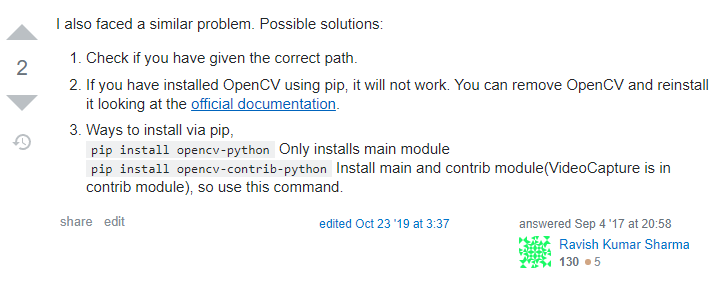 I also faced a similar problem. Possible solutions:
1. Check if you have given the correct path.
2
2. If you have installed OpenCV using pip, it will not work. You can remove OpenCV and reinstall
it looking at the official documentation.
3. Ways to install via pip,
pip install opencv-python Only installs main module
pip install opencv-contrib-python Install main and contrib module(VideoCapture is in
contrib module), so use this command.
share edit
edited Oct 23 '19 at 3:37
answered Sep 4 '17 at 20:58
Ravish Kumar Sharma
130 ● 5